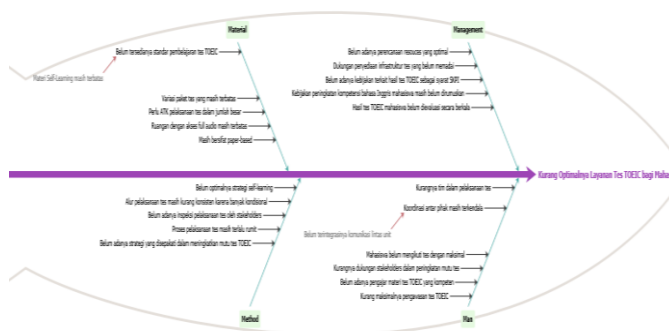 Material
Belum tersedianya standar pembelajaran tes TOEIC
Materi Self-Learning masih terbatas
Variasi paket tes yang masih terbatas
Perlu ATK pelaksanaan tes dalam jumlah besar
Ruangan dengan akses full audio masih terbatas
Masih bersifat paper-based
Management
Belum adanya perencanaan resouces yang optimal
Dukungan penyediaan infrastruktur tes yang belum memadai
Belum adanya kebijakan terkait hasil TOEIC sebagai syarat SKPI
Kebijakan peningkatan kompetensi bahasa Inggris mahasiswa masih belum dirumuskan
Hasil tes TOEIC mahasiswa belum dievaluasi secara berkala
Kurang Optimalnya Layanan Tes TOEIC bagi Maha
Belum optimalnya strategi self-learning
Alur pelaksanaan tes masih kurang konsisten karena banyak kondisional
Belum adanya inspeksi pelaksanaan tes oleh stakeholders
Proses pelaksanaan tes masih terlalu rumit
Belum adanya strategi yang disepakati dalam meningkatkan mutu tes TOEIC
Method
Kurangnya tim dalam pelaksanaan tes
Koordinasi antar pihak masih terkendala
Belum terintegrasinya komunikasi lintas unit
Mahasiswa belum mengikuti tes dengan maksimal
Kurangnya dukungan stakeholders dalam peningkatan mutu tes
Belum adanya pengajar materi tes TOEIC yang kompeten
Kurang maksimalnya pengawasan tes TOEIC
Man